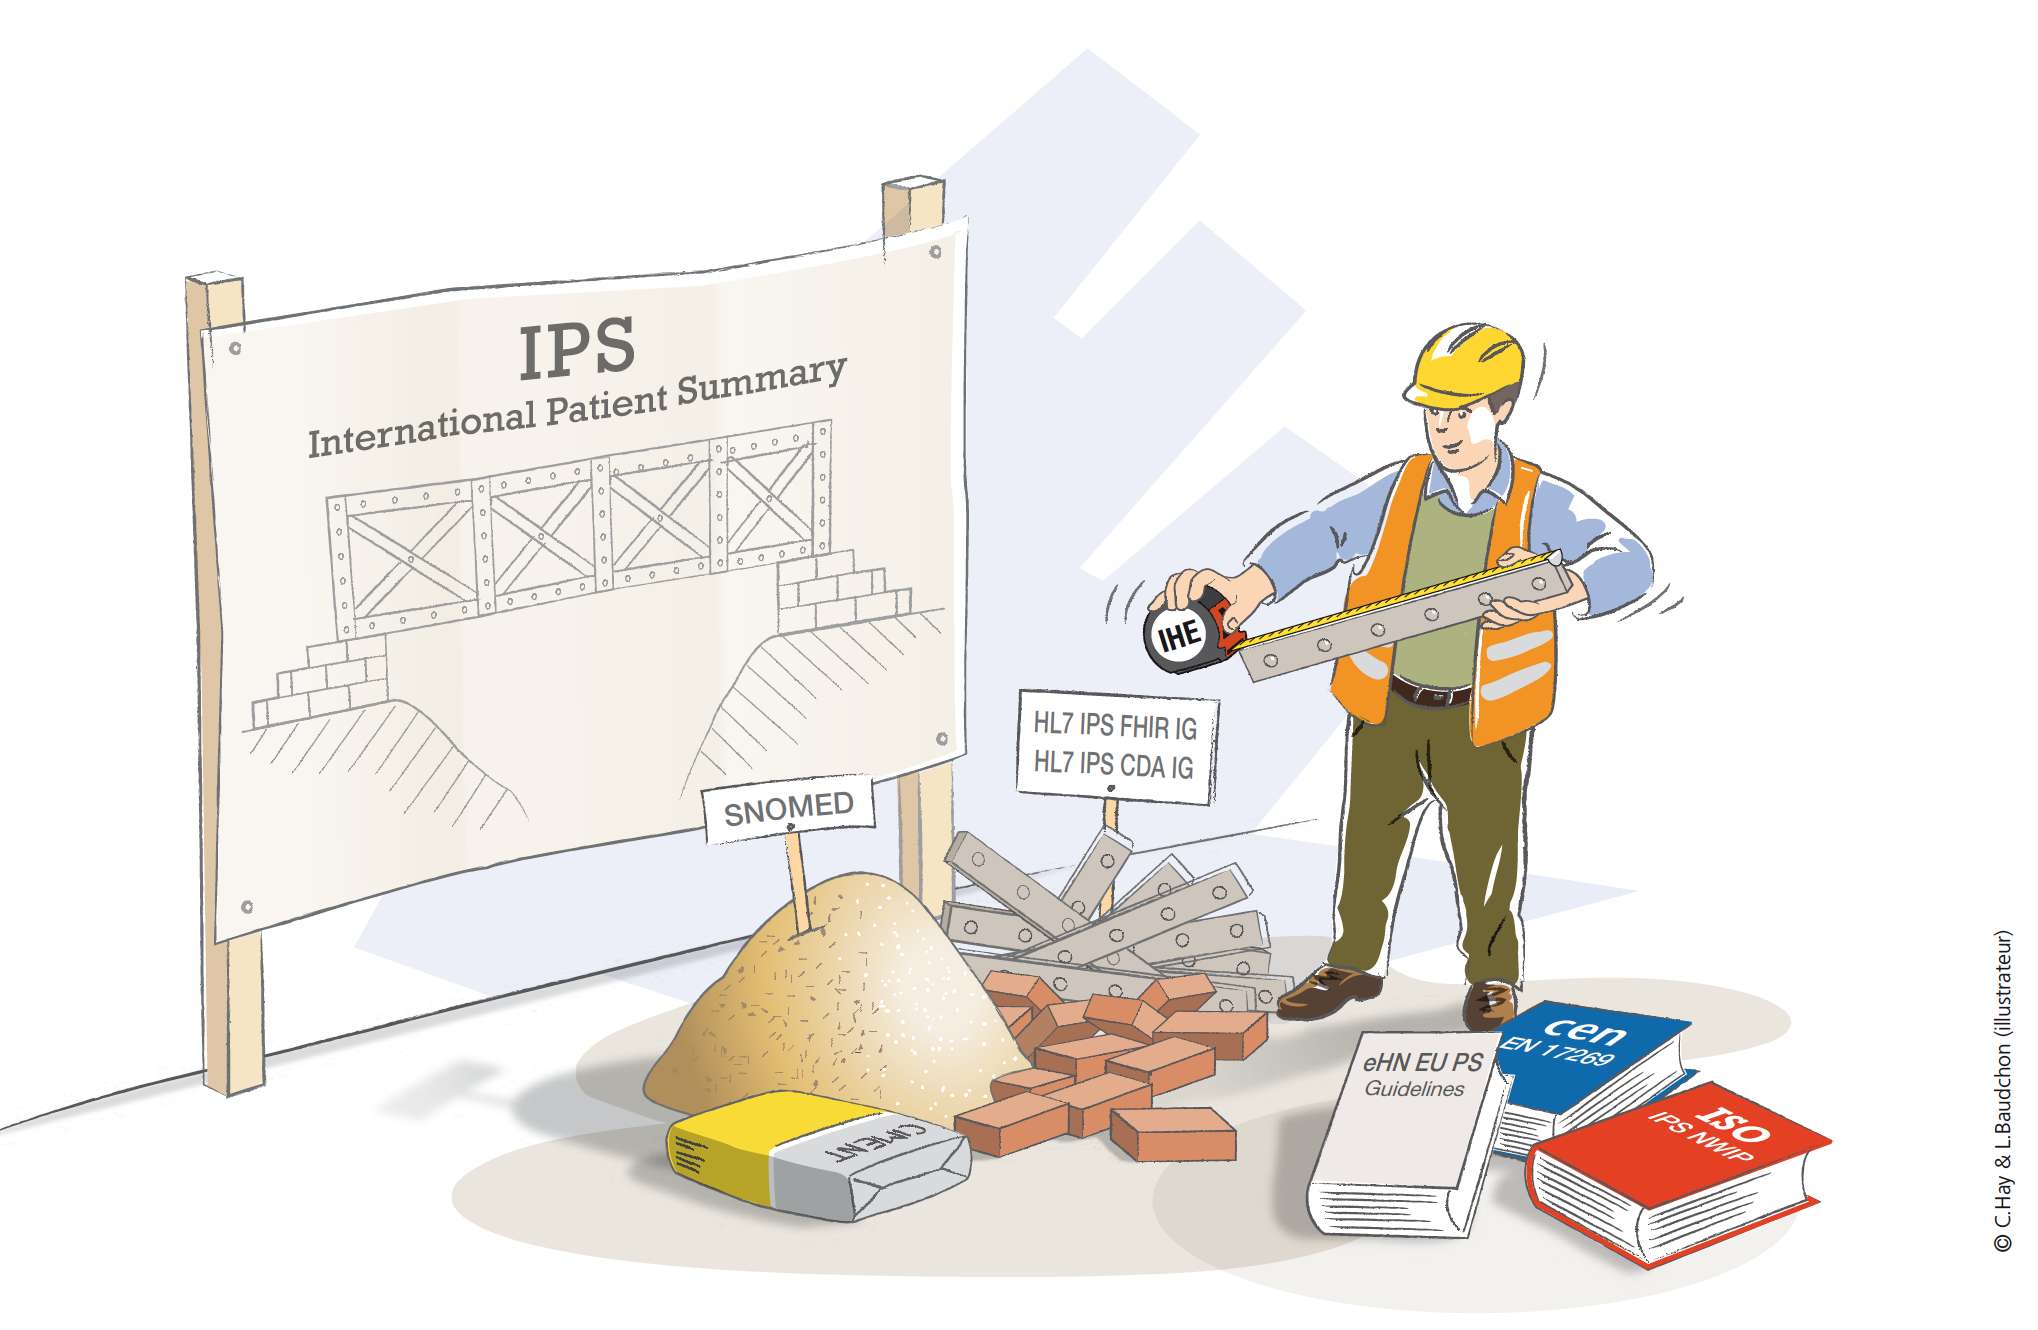 IPS
International Patient Summary
IHE
HL7 IPS FHIR IG
HL7 IPS CDA IG
SNOMED
CIMENT
eHN EU PS
Guidelines
cen
EN 17269
ISO
IPS NWIP
© C.Hay & L.Baudchon (illustrateur)